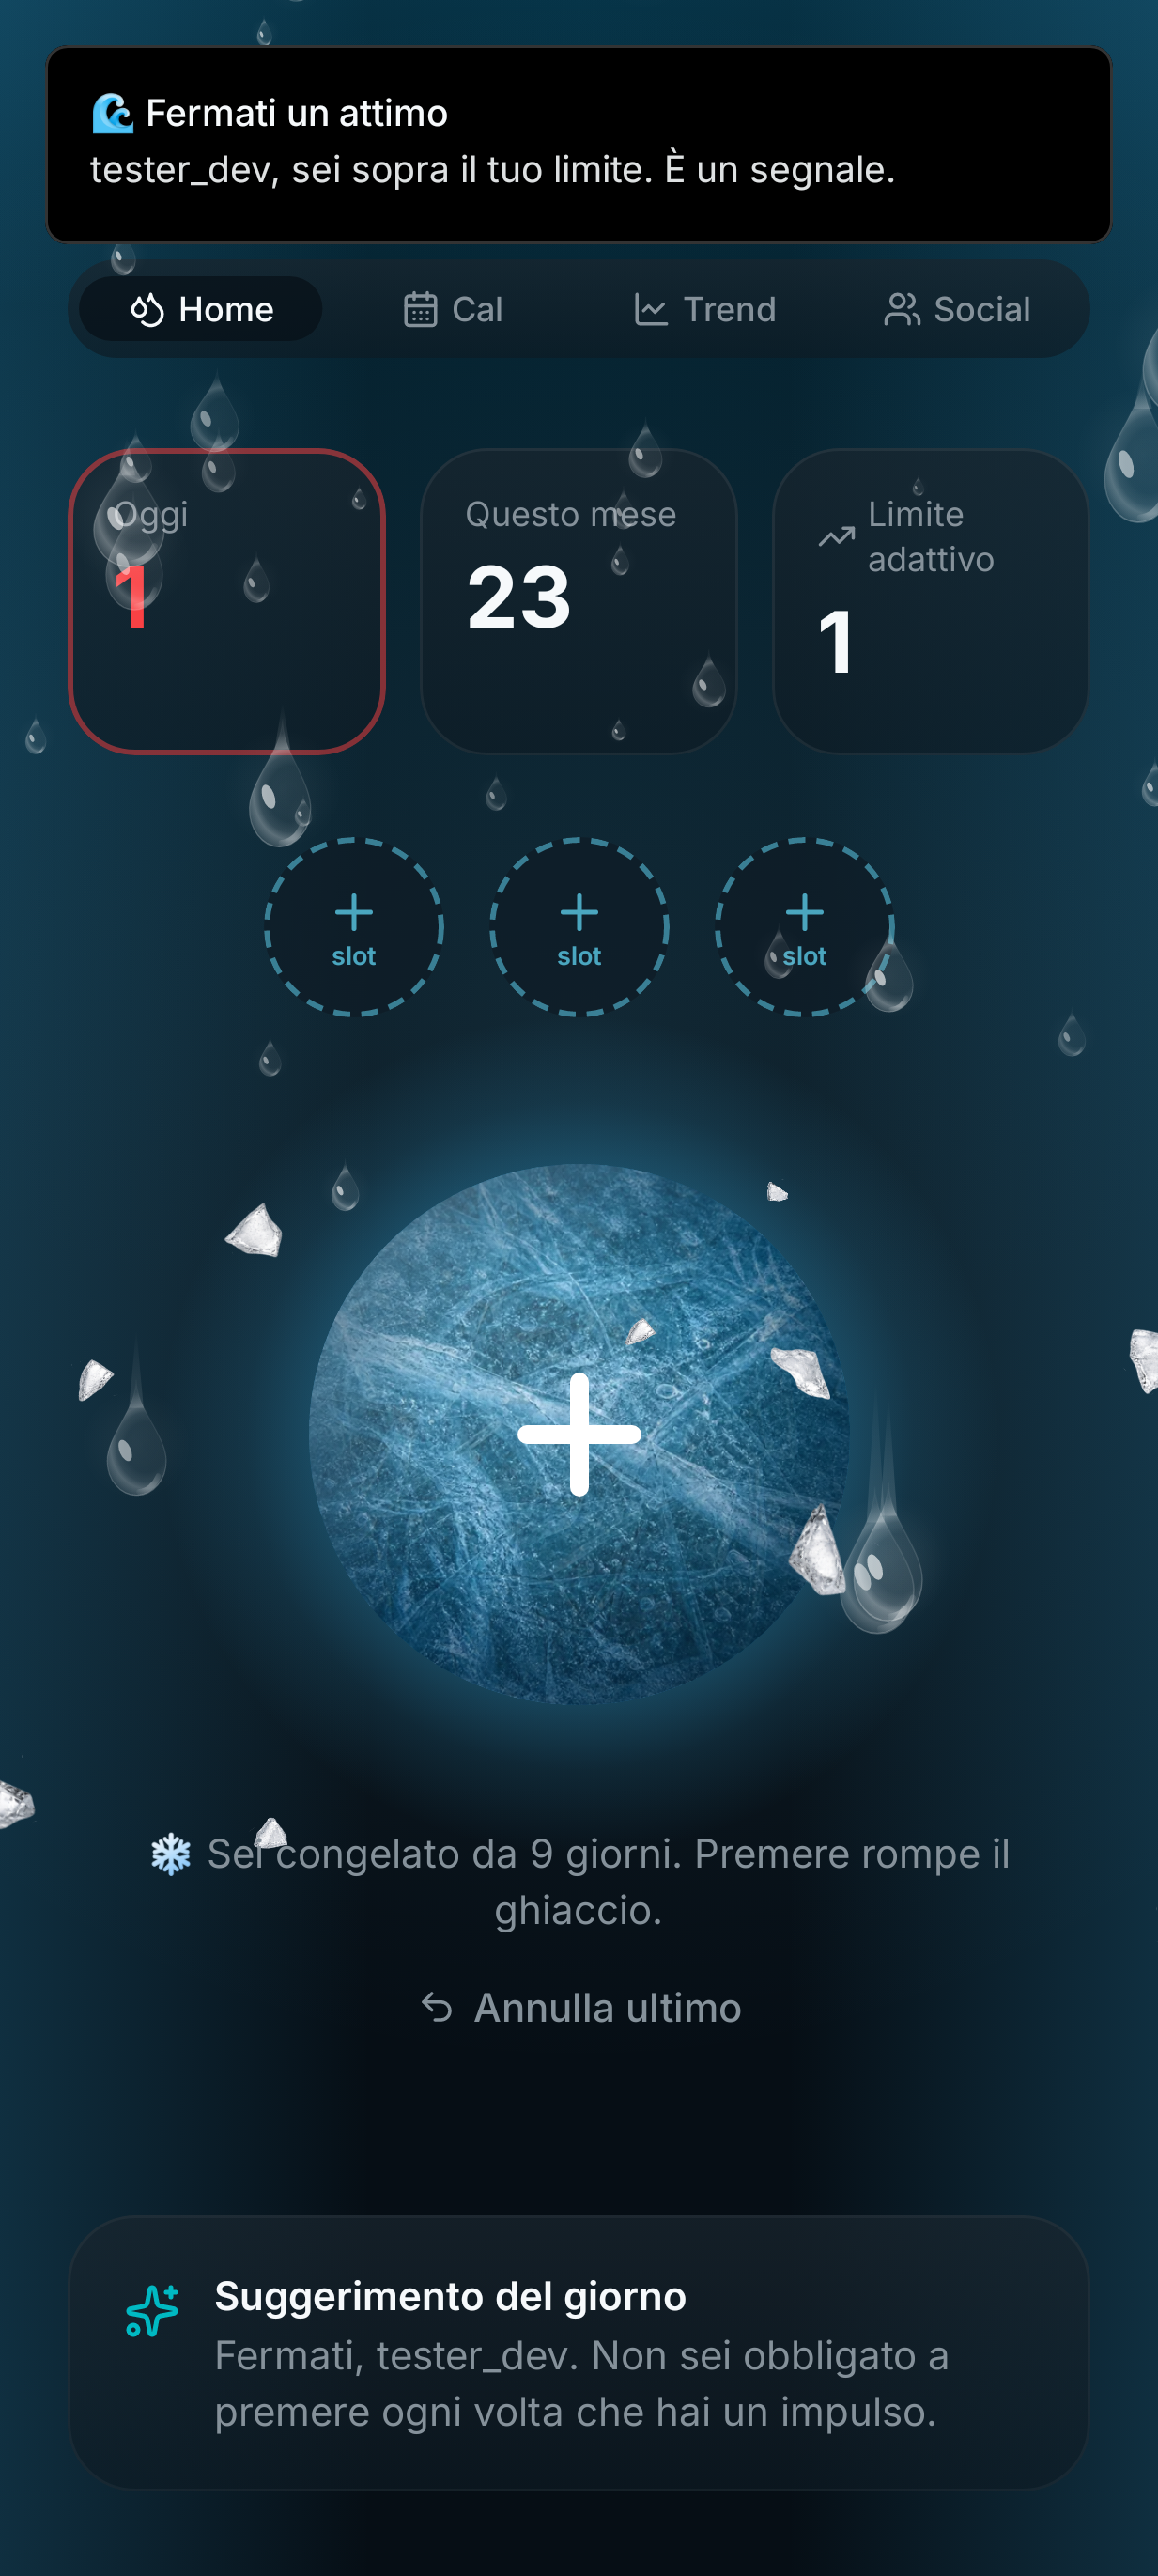 🌊 Fermati un attimo
tester_dev, sei sopra il tuo limite. È un segnale.
Home
Cal
Trend
Social
Oggi
1
Questo mese
23
Limite
adattivo
1
slot
slot
slot
❄️ Sei congelato da 9 giorni. Premere rompe il
ghiaccio.
Annulla ultimo
Suggerimento del giorno
Fermati, tester_dev. Non sei obbligato a
premere ogni volta che hai un impulso.